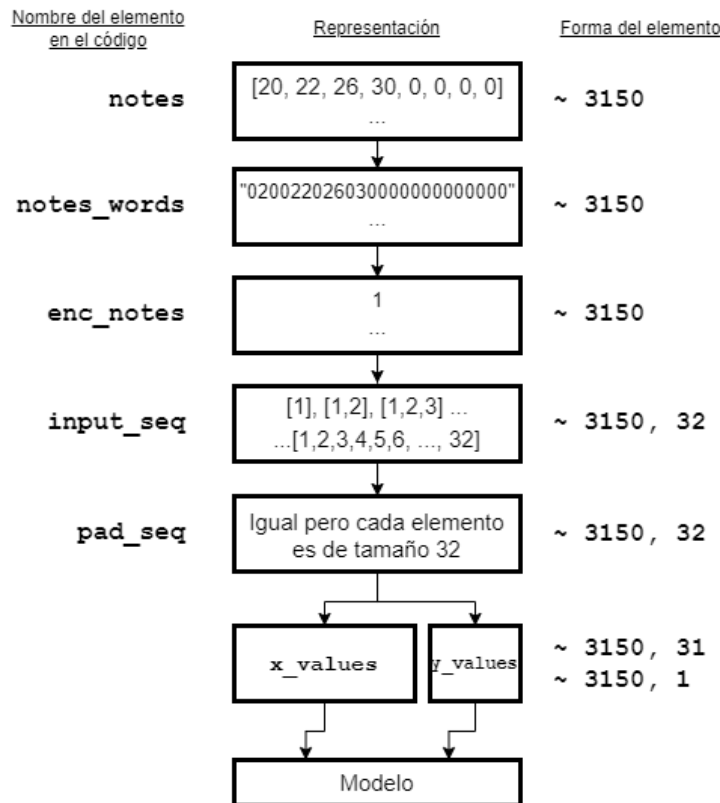 Nombre del elemento
en el código
Representación
Forma del elemento
notes
[20, 22, 26, 30, 0, 0, 0, 0]
...
~ 3150
notes_words
"020022026030000000000000"
...
~ 3150
enc_notes
1
...
~ 3150
input_seq
[1], [1,2], [1,2,3] ...
...[1,2,3,4,5,6, ..., 32]
~ 3150, 32
pad_seq
Igual pero cada elemento
es de tamaño 32
~ 3150, 32
x_values
y_values
~ 3150, 31
~ 3150, 1
Modelo